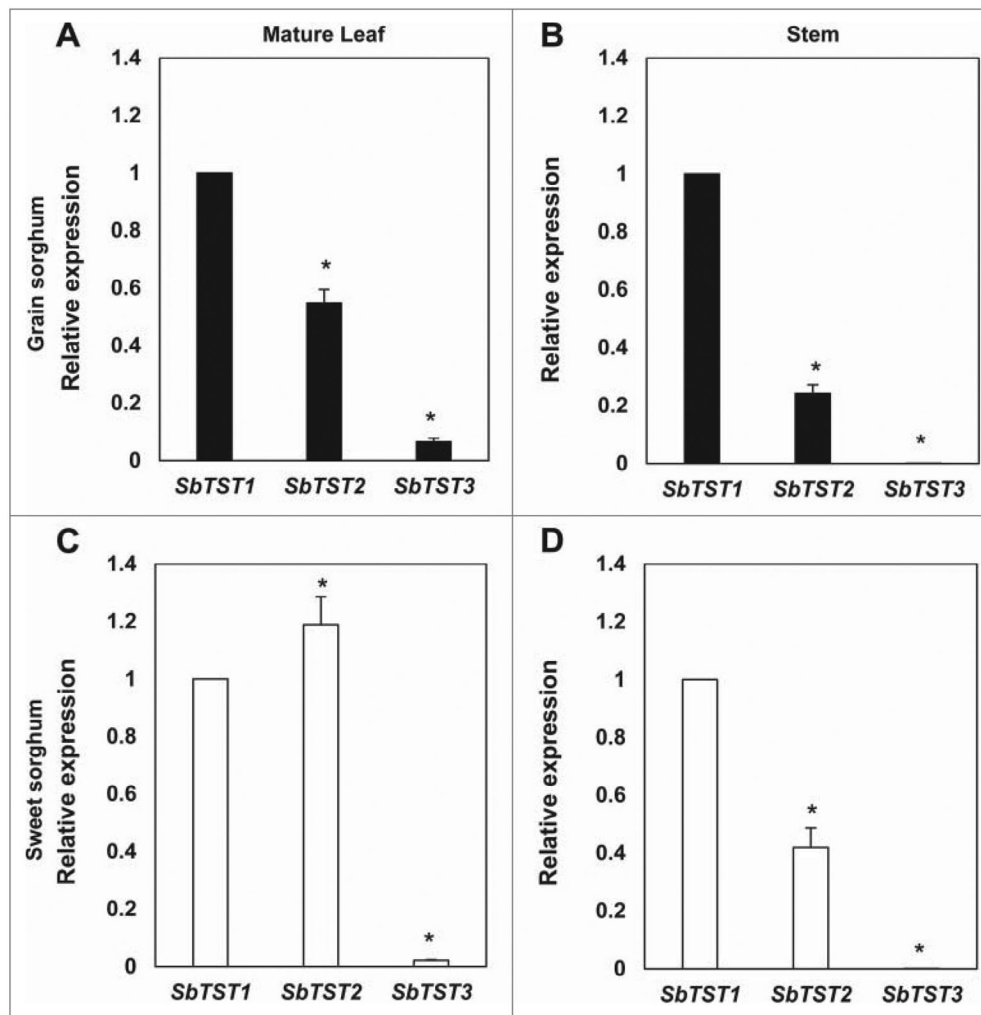 A
Mature Leaf
Grain sorghum
Relative expression
1.4
1.2
1
0.8
0.6
0.4
0.2
0
*
*
SbTST1 SbTST2 SbTST3
B
Stem
Relative expression
1.4
1.2
1
0.8
0.6
0.4
0.2
0
*
*
SbTST1 SbTST2 SbTST3
C
Sweet sorghum
Relative expression
1.4
1.2
1
0.8
0.6
0.4
0.2
0
*
*
SbTST1 SbTST2 SbTST3
D
Relative expression
1.4
1.2
1
0.8
0.6
0.4
0.2
0
*
*
SbTST1 SbTST2 SbTST3